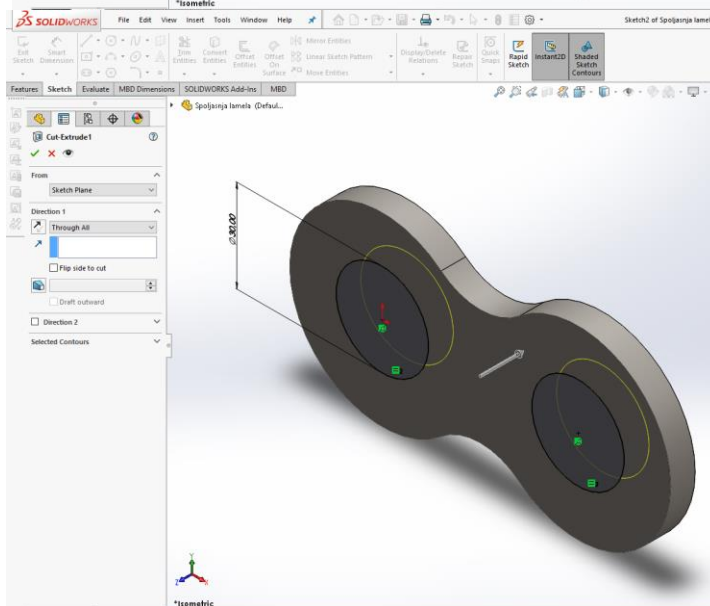 *Isometric
SOLIDWORKS File Edit View Insert Tools Window Help Sketch2 of Spoljasnja lamel
Exit Sketch
Smart Dimension
Trim Entities
Convert Entities
Offset Entities
Offset On Surface
Mirror Entities
Linear Sketch Pattern
Move Entities
Display/Delete Relations
Repair Sketch
Quick Snaps
Rapid Sketch
Instant2D
Shaded Sketch Contours
Features Sketch Evaluate MBD Dimensions SOLIDWORKS Add-Ins MBD
Spoljasnja lamela (Defaul...
Cut-Extrude1
From
Sketch Plane
Direction 1
Through All
Flip side to cut
Draft outward
Direction 2
Selected Contours
Ø30,00
Y
Z
X
*Isometric